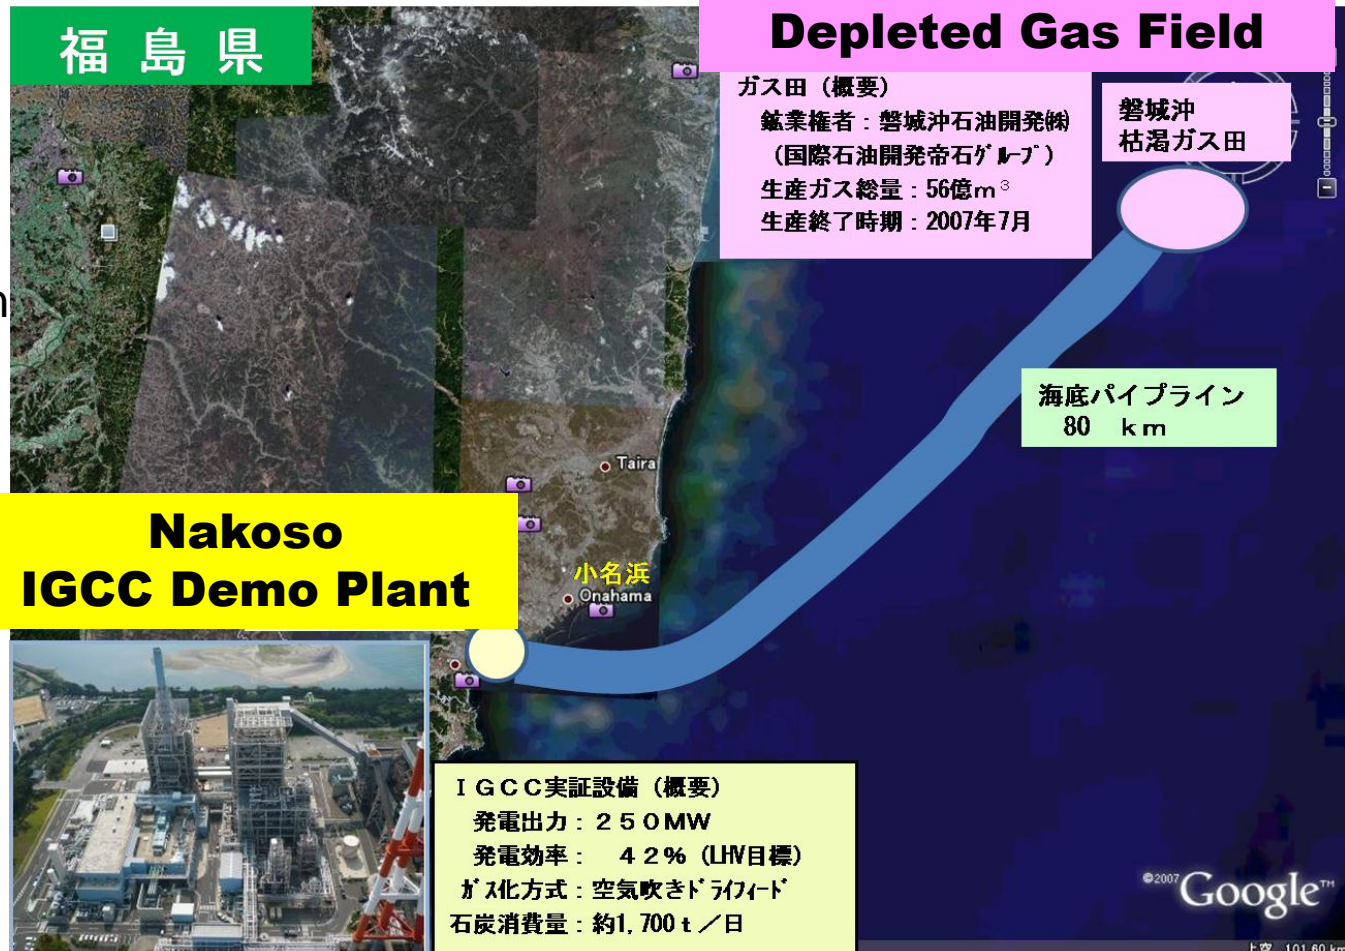 福島県
Depleted Gas Field
ガス田（概要）
鉱業権者：磐城沖石油開発㈱
（国際石油開発帝石ｸﾞﾙｰﾌﾟ）
生産ガス総量：56億ｍ³
生産終了時期：2007年7月
磐城沖
枯渇ガス田
海底パイプライン
80 ｋｍ
Taira
Nakoso
IGCC Demo Plant
小名浜
Onahama
ＩＧＣＣ実証設備（概要）
発電出力：２５０MW
発電効率： ４２％（LHV目標）
ｶﾞｽ化方式：空気吹きﾄﾞﾗｲﾌｨｰﾄﾞ
石炭消費量：約1,700ｔ／日
©2007 Google™
上空 101.60 km